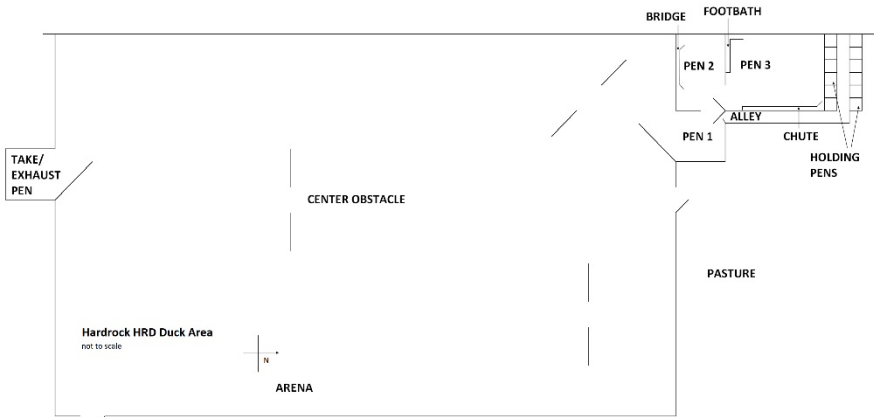 BRIDGE
FOOTBATH
PEN 2
PEN 3
ALLEY
PEN 1
CHUTE
HOLDING
PENS
TAKE/
EXHAUST
PEN
CENTER OBSTACLE
PASTURE
Hardrock HRD Duck Area
not to scale
N
ARENA